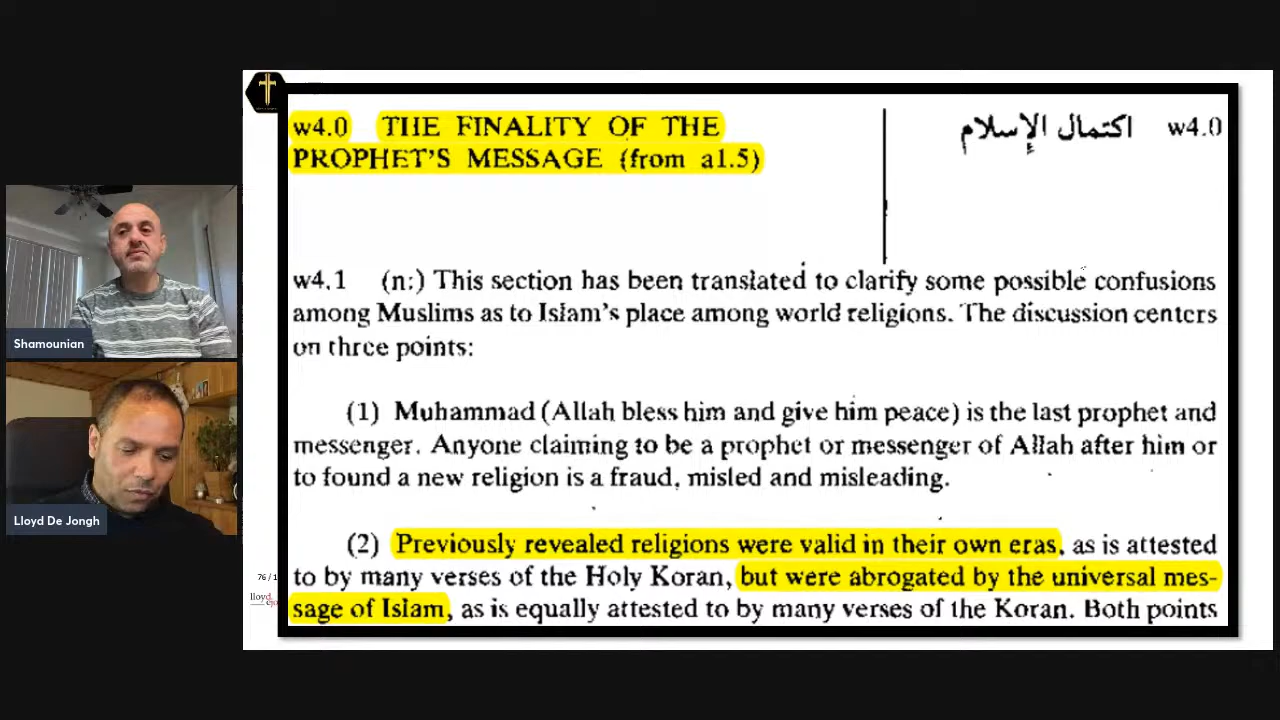 w4.0 THE FINALITY OF THE
PROPHET'S MESSAGE (from a1.5)
اكتمال الإسلام w4.0
w4.1 (n:) This section has been translated to clarify some possible confusions
among Muslims as to Islam's place among world religions. The discussion centers
on three points:
(1) Muhammad (Allah bless him and give him peace) is the last prophet and
messenger. Anyone claiming to be a prophet or messenger of Allah after him or
to found a new religion is a fraud, misled and misleading.
(2) Previously revealed religions were valid in their own eras, as is attested
to by many verses of the Holy Koran, but were abrogated by the universal mes-
sage of Islam, as is equally attested to by many verses of the Koran. Both points
Shamounian
Lloyd De Jongh
76 / 1
lloyd